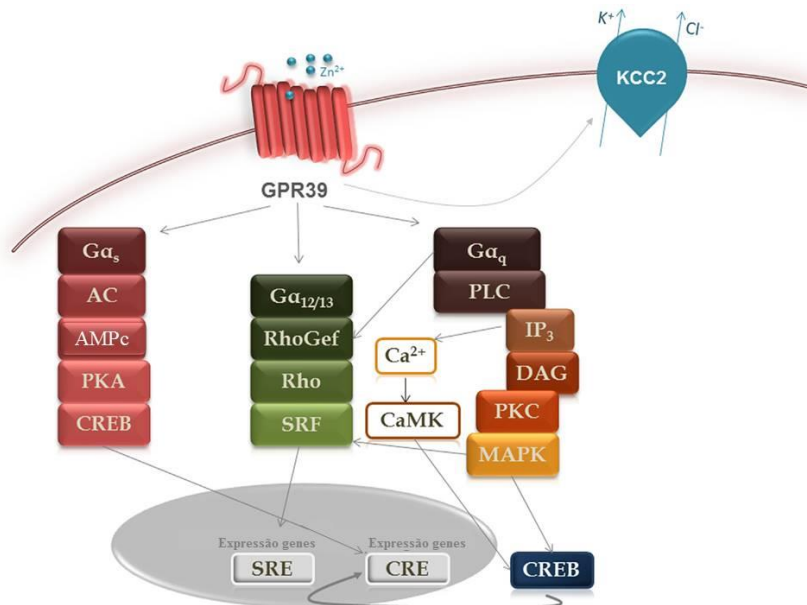 K⁺
Cl⁻
Zn²⁺
KCC2
GPR39
Gαₛ
AC
AMPc
PKA
CREB
Gα₁₂/₁₃
RhoGef
Rho
SRF
Gα_q
PLC
IP₃
DAG
Ca²⁺
CaMK
PKC
MAPK
Expressão genes
SRE
Expressão genes
CRE
CREB